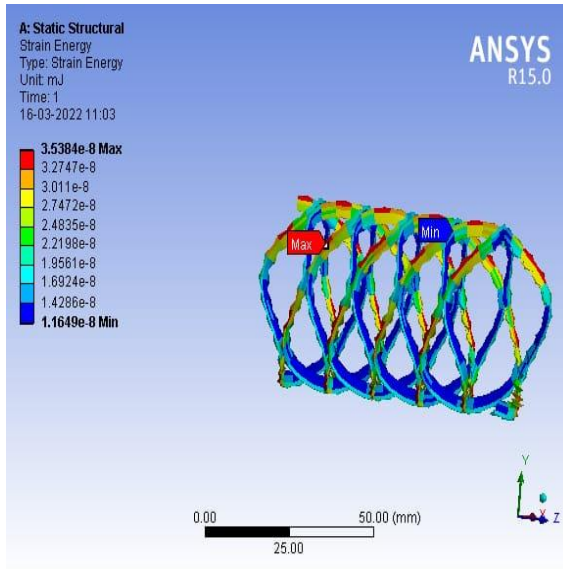 A: Static Structural
Strain Energy
Type: Strain Energy
Unit: mJ
Time: 1
16-03-2022 11:03
ANSYS
R15.0
3.5384e-8 Max
3.2747e-8
3.011e-8
2.7472e-8
2.4835e-8
2.2198e-8
1.9561e-8
1.6924e-8
1.4286e-8
1.1649e-8 Min
Max
Min
0.00
50.00 (mm)
25.00
Y
X
Z